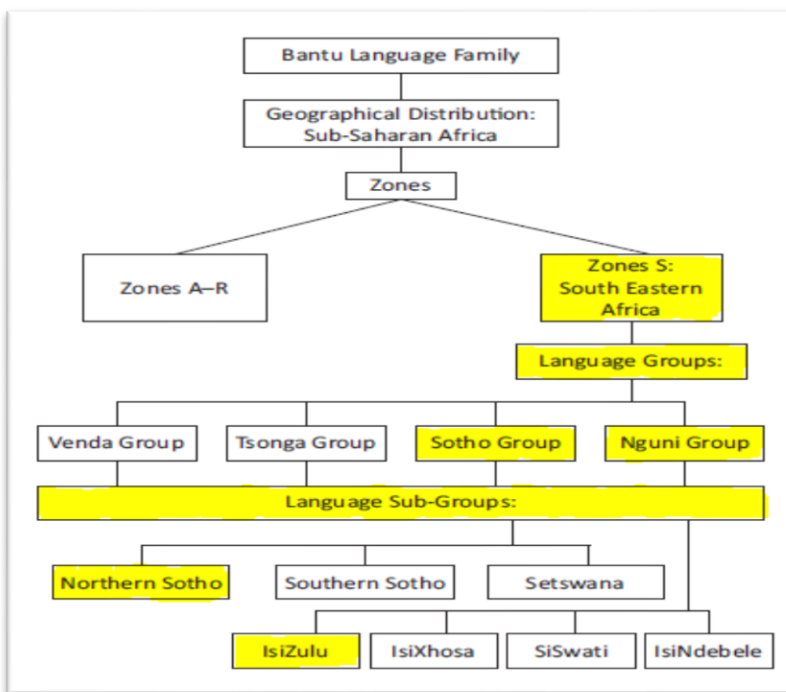 Bantu Language Family
Geographical Distribution:
Sub-Saharan Africa
Zones
Zones A–R
Zones S:
South Eastern
Africa
Language Groups:
Venda Group
Tsonga Group
Sotho Group
Nguni Group
Language Sub-Groups:
Northern Sotho
Southern Sotho
Setswana
IsiZulu
IsiXhosa
SiSwati
IsiNdebele